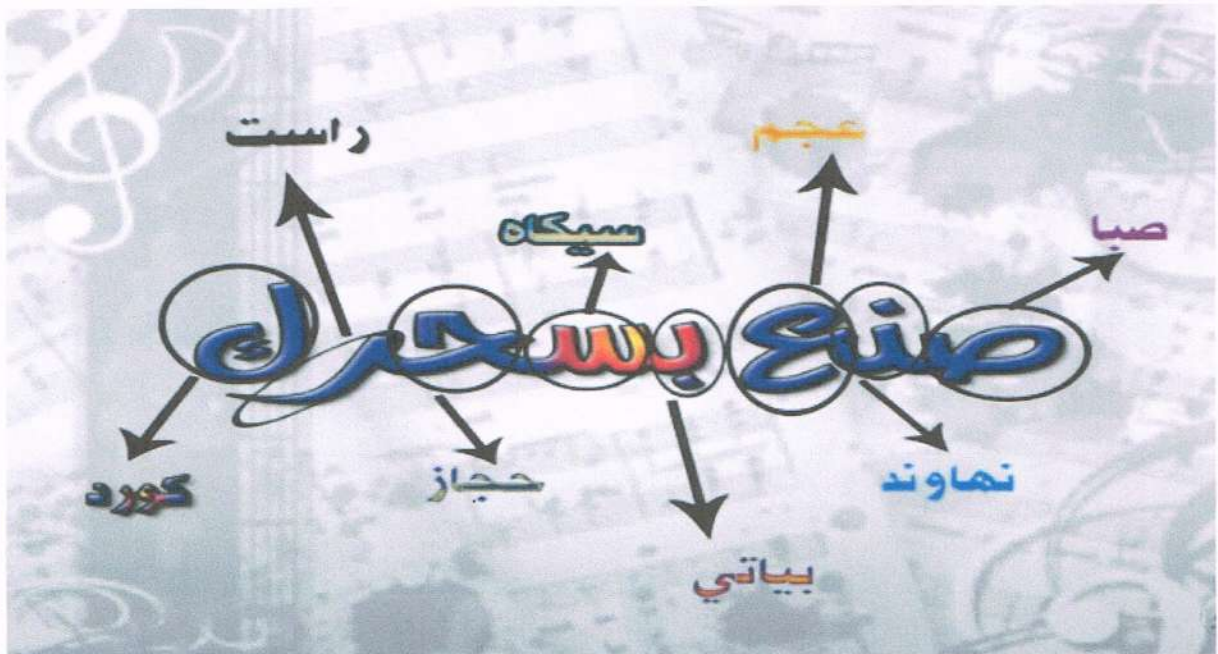 عجم
راست
صبا
سيكاه
صنع بسحرك
نهاوند
حجاز
كورد
بياتي